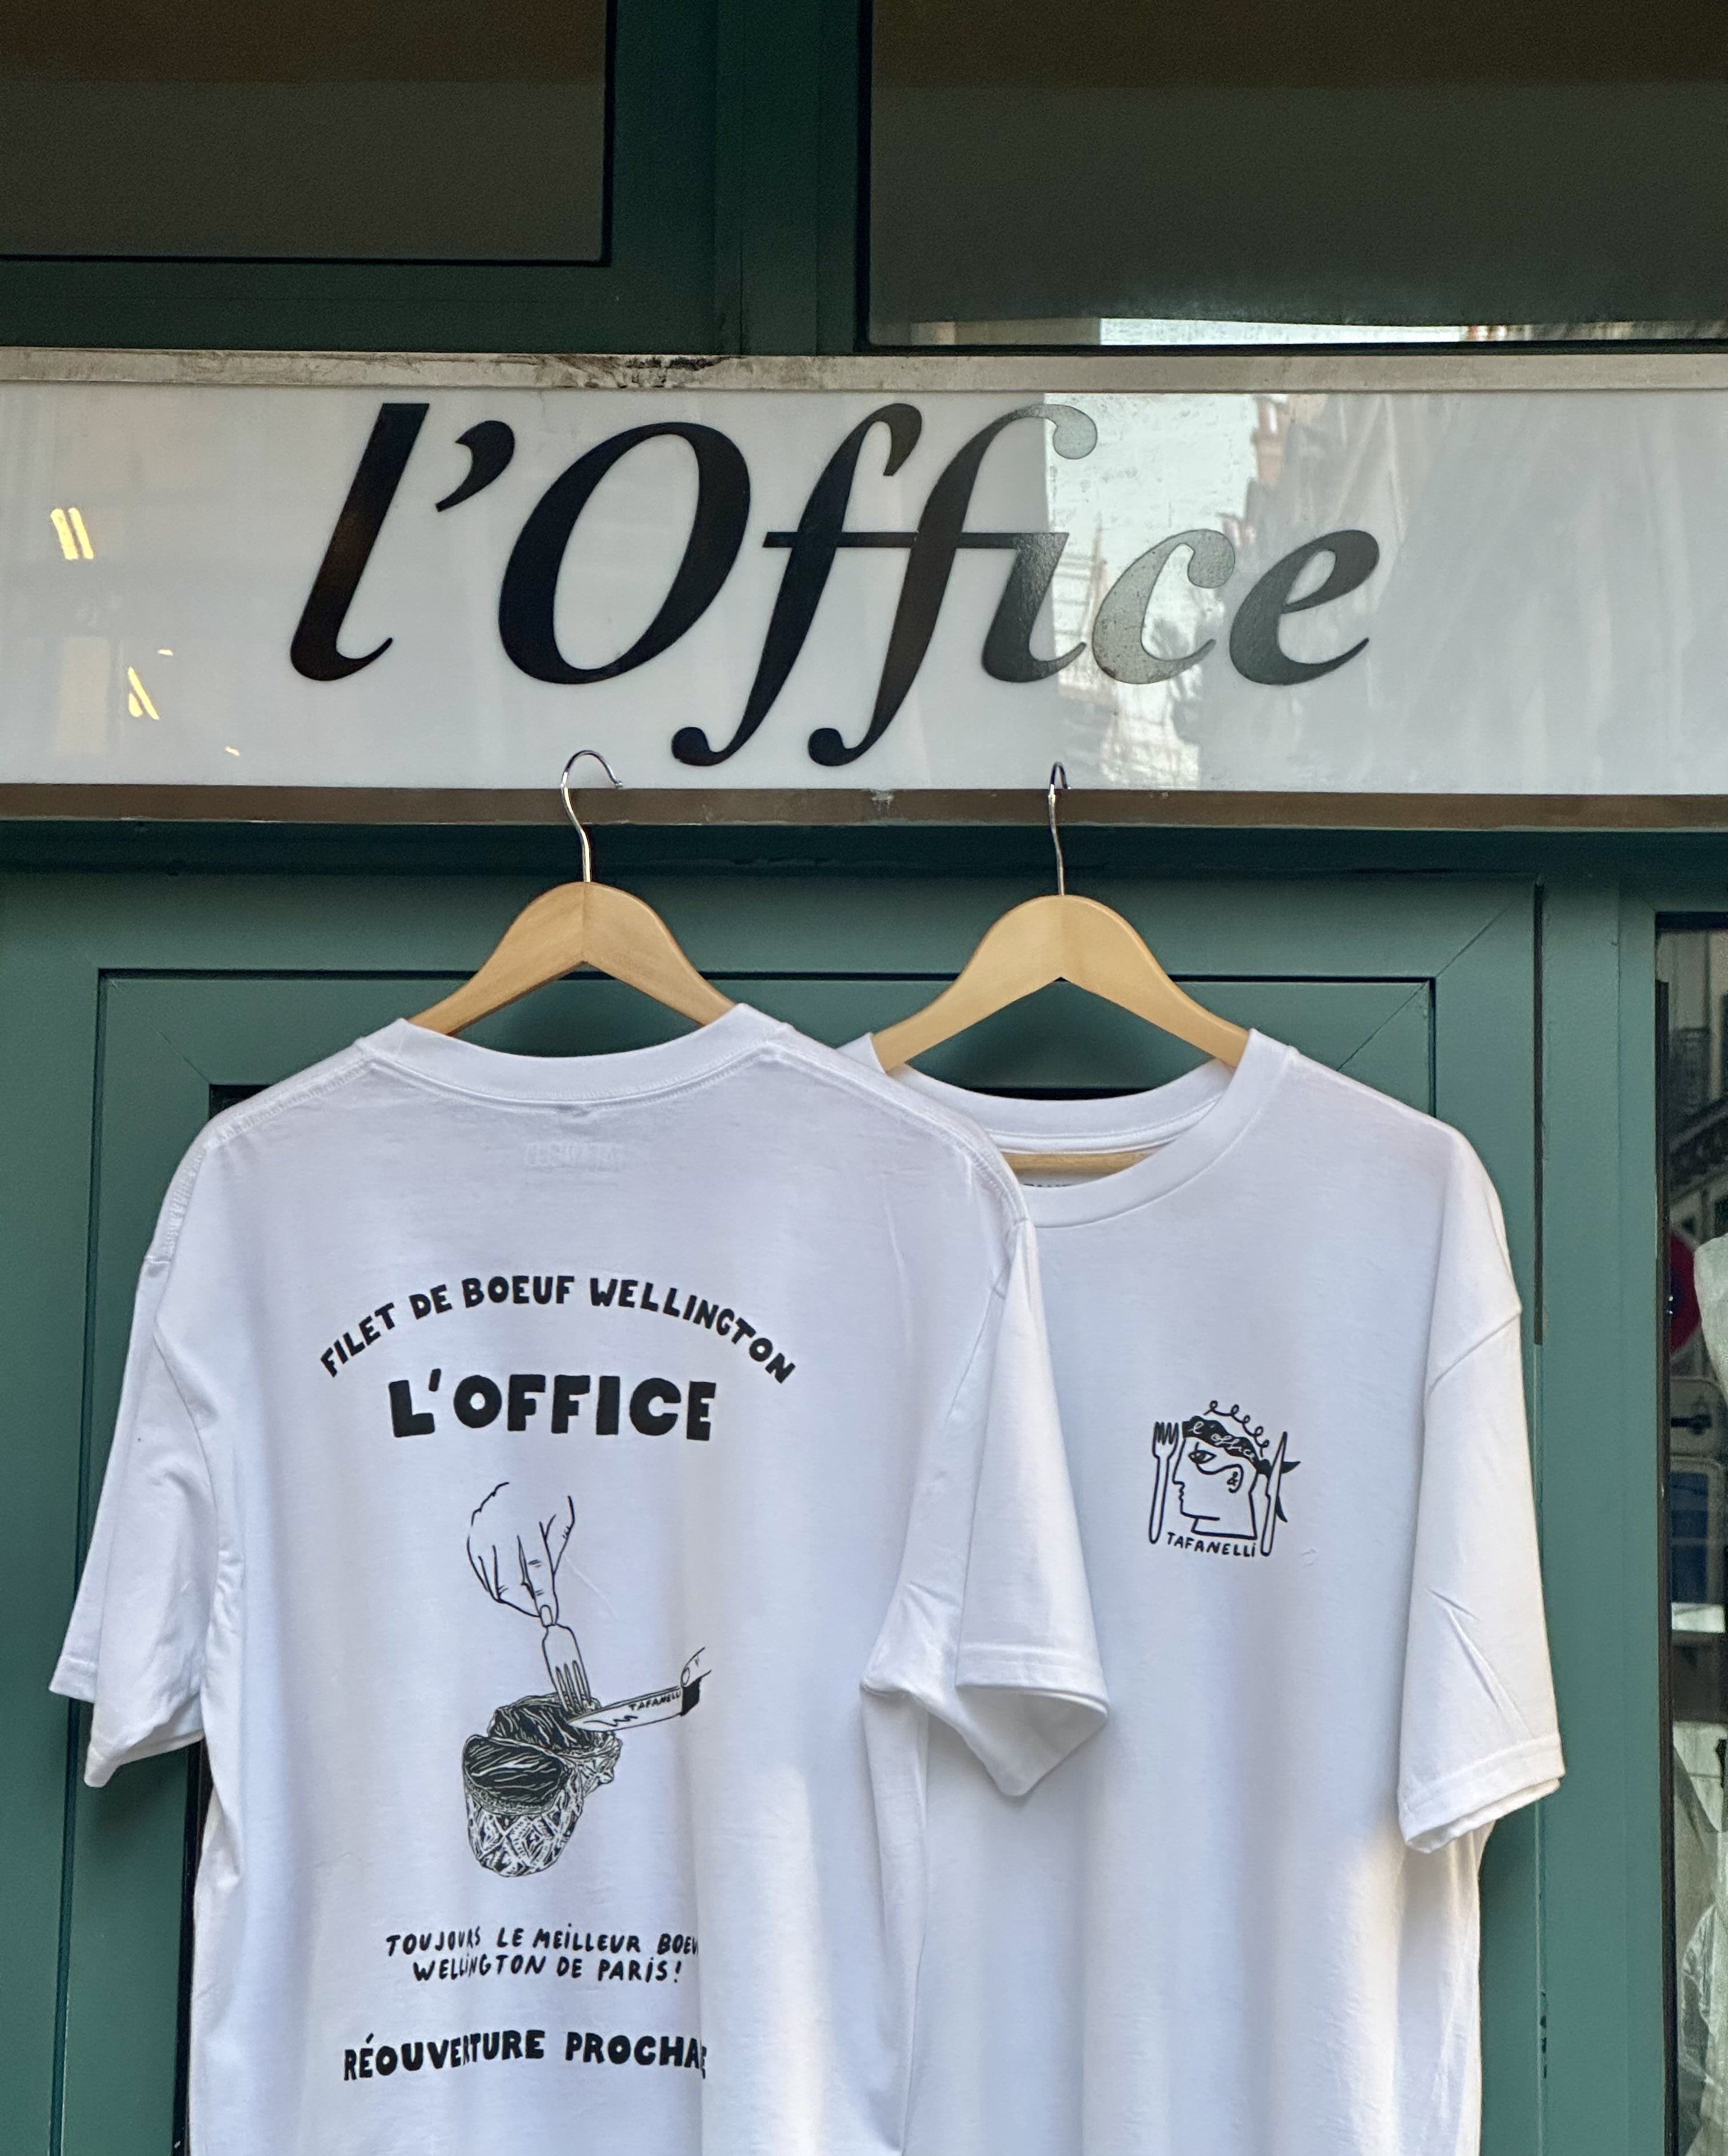 l'Office
FILET DE BOEUF WELLINGTON
L'OFFICE
TAFANELLI
TOUJOURS LE MEILLEUR
WELLINGTON DE PARIS!
RÉOUVERTURE
l'office
&
TAFANELLI